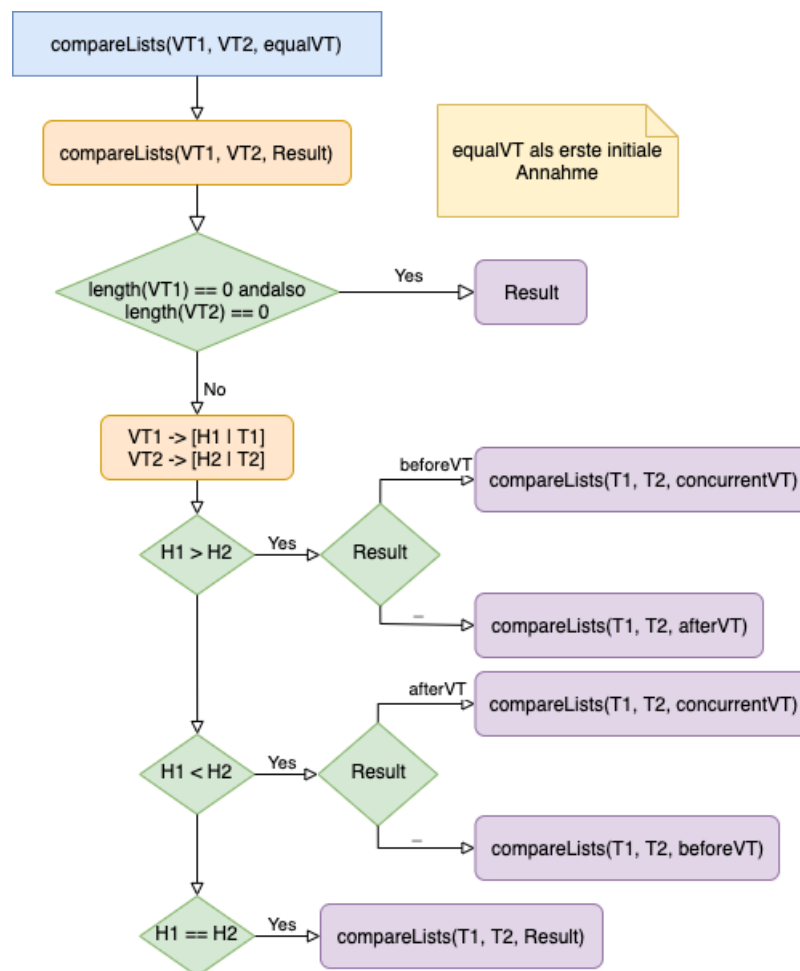 compareLists(VT1, VT2, equalVT)
compareLists(VT1, VT2, Result)
equalVT als erste initiale
Annahme
length(VT1) == 0 andalso
length(VT2) == 0
Yes
Result
No
VT1 -> [H1 | T1]
VT2 -> [H2 | T2]
beforeVT
compareLists(T1, T2, concurrentVT)
H1 > H2
Yes
Result
_
compareLists(T1, T2, afterVT)
afterVT
compareLists(T1, T2, concurrentVT)
H1 < H2
Yes
Result
_
compareLists(T1, T2, beforeVT)
H1 == H2
Yes
compareLists(T1, T2, Result)